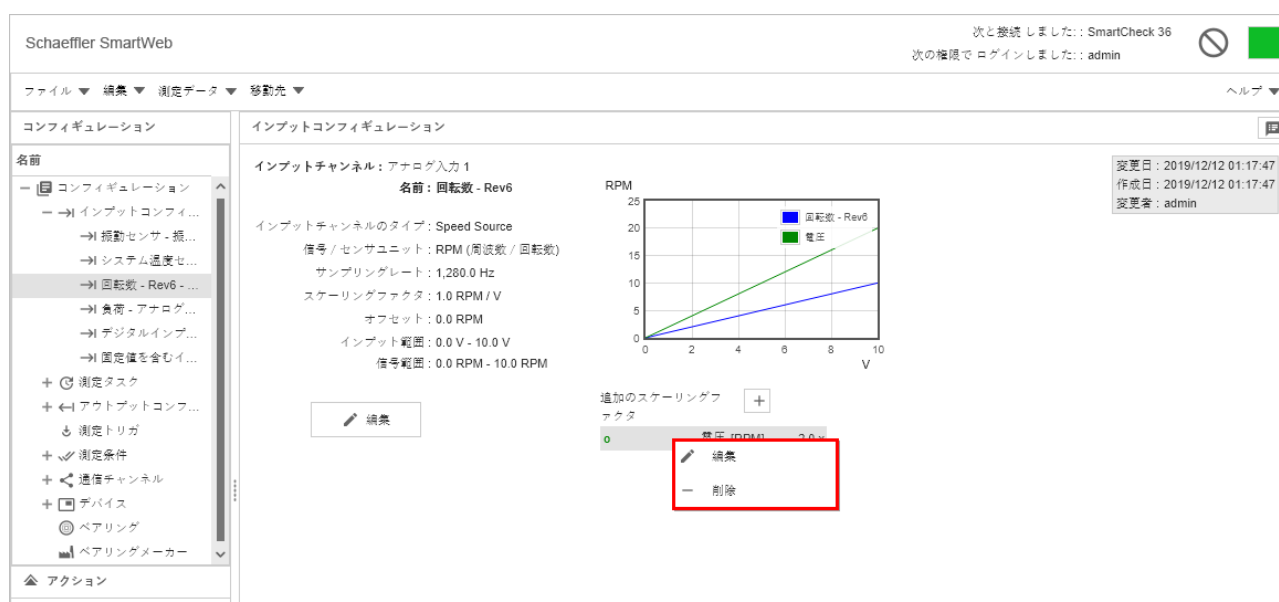 Schaeffler SmartWeb
次と接続 しました: : SmartCheck 36
次の権限で ログインしました: : admin
ファイル ▼ 編集 ▼ 測定データ ▼ 移動先 ▼ ヘルプ ▼
コンフィギュレーション
インプットコンフィギュレーション
名前
コンフィギュレーション
インプットコンフィ...
振動センサ - 振...
システム温度セ...
回転数 - Rev6 - ...
負荷 - アナログ...
デジタルインプ...
固定値を含むイ...
測定タスク
アウトプットコンフ...
測定トリガ
測定条件
通信チャンネル
デバイス
ベアリング
ベアリングメーカー
アクション
インプットチャンネル : アナログ入力 1
名前 : 回転数 - Rev6
インプットチャンネルのタイプ : Speed Source
信号 / センサユニット : RPM (周波数 / 回転数)
サンプリングレート : 1,280.0 Hz
スケーリングファクタ : 1.0 RPM / V
オフセット : 0.0 RPM
インプット範囲 : 0.0 V - 10.0 V
信号範囲 : 0.0 RPM - 10.0 RPM
編集
RPM
25
20
15
10
5
0
0 2 4 6 8 10
V
回転数 - Rev6
電圧
追加のスケーリングフ
ァクタ
+
o 電圧 [RPM] 2.0 x
編集
削除
変更日 : 2019/12/12 01:17:47
作成日 : 2019/12/12 01:17:47
変更者 : admin